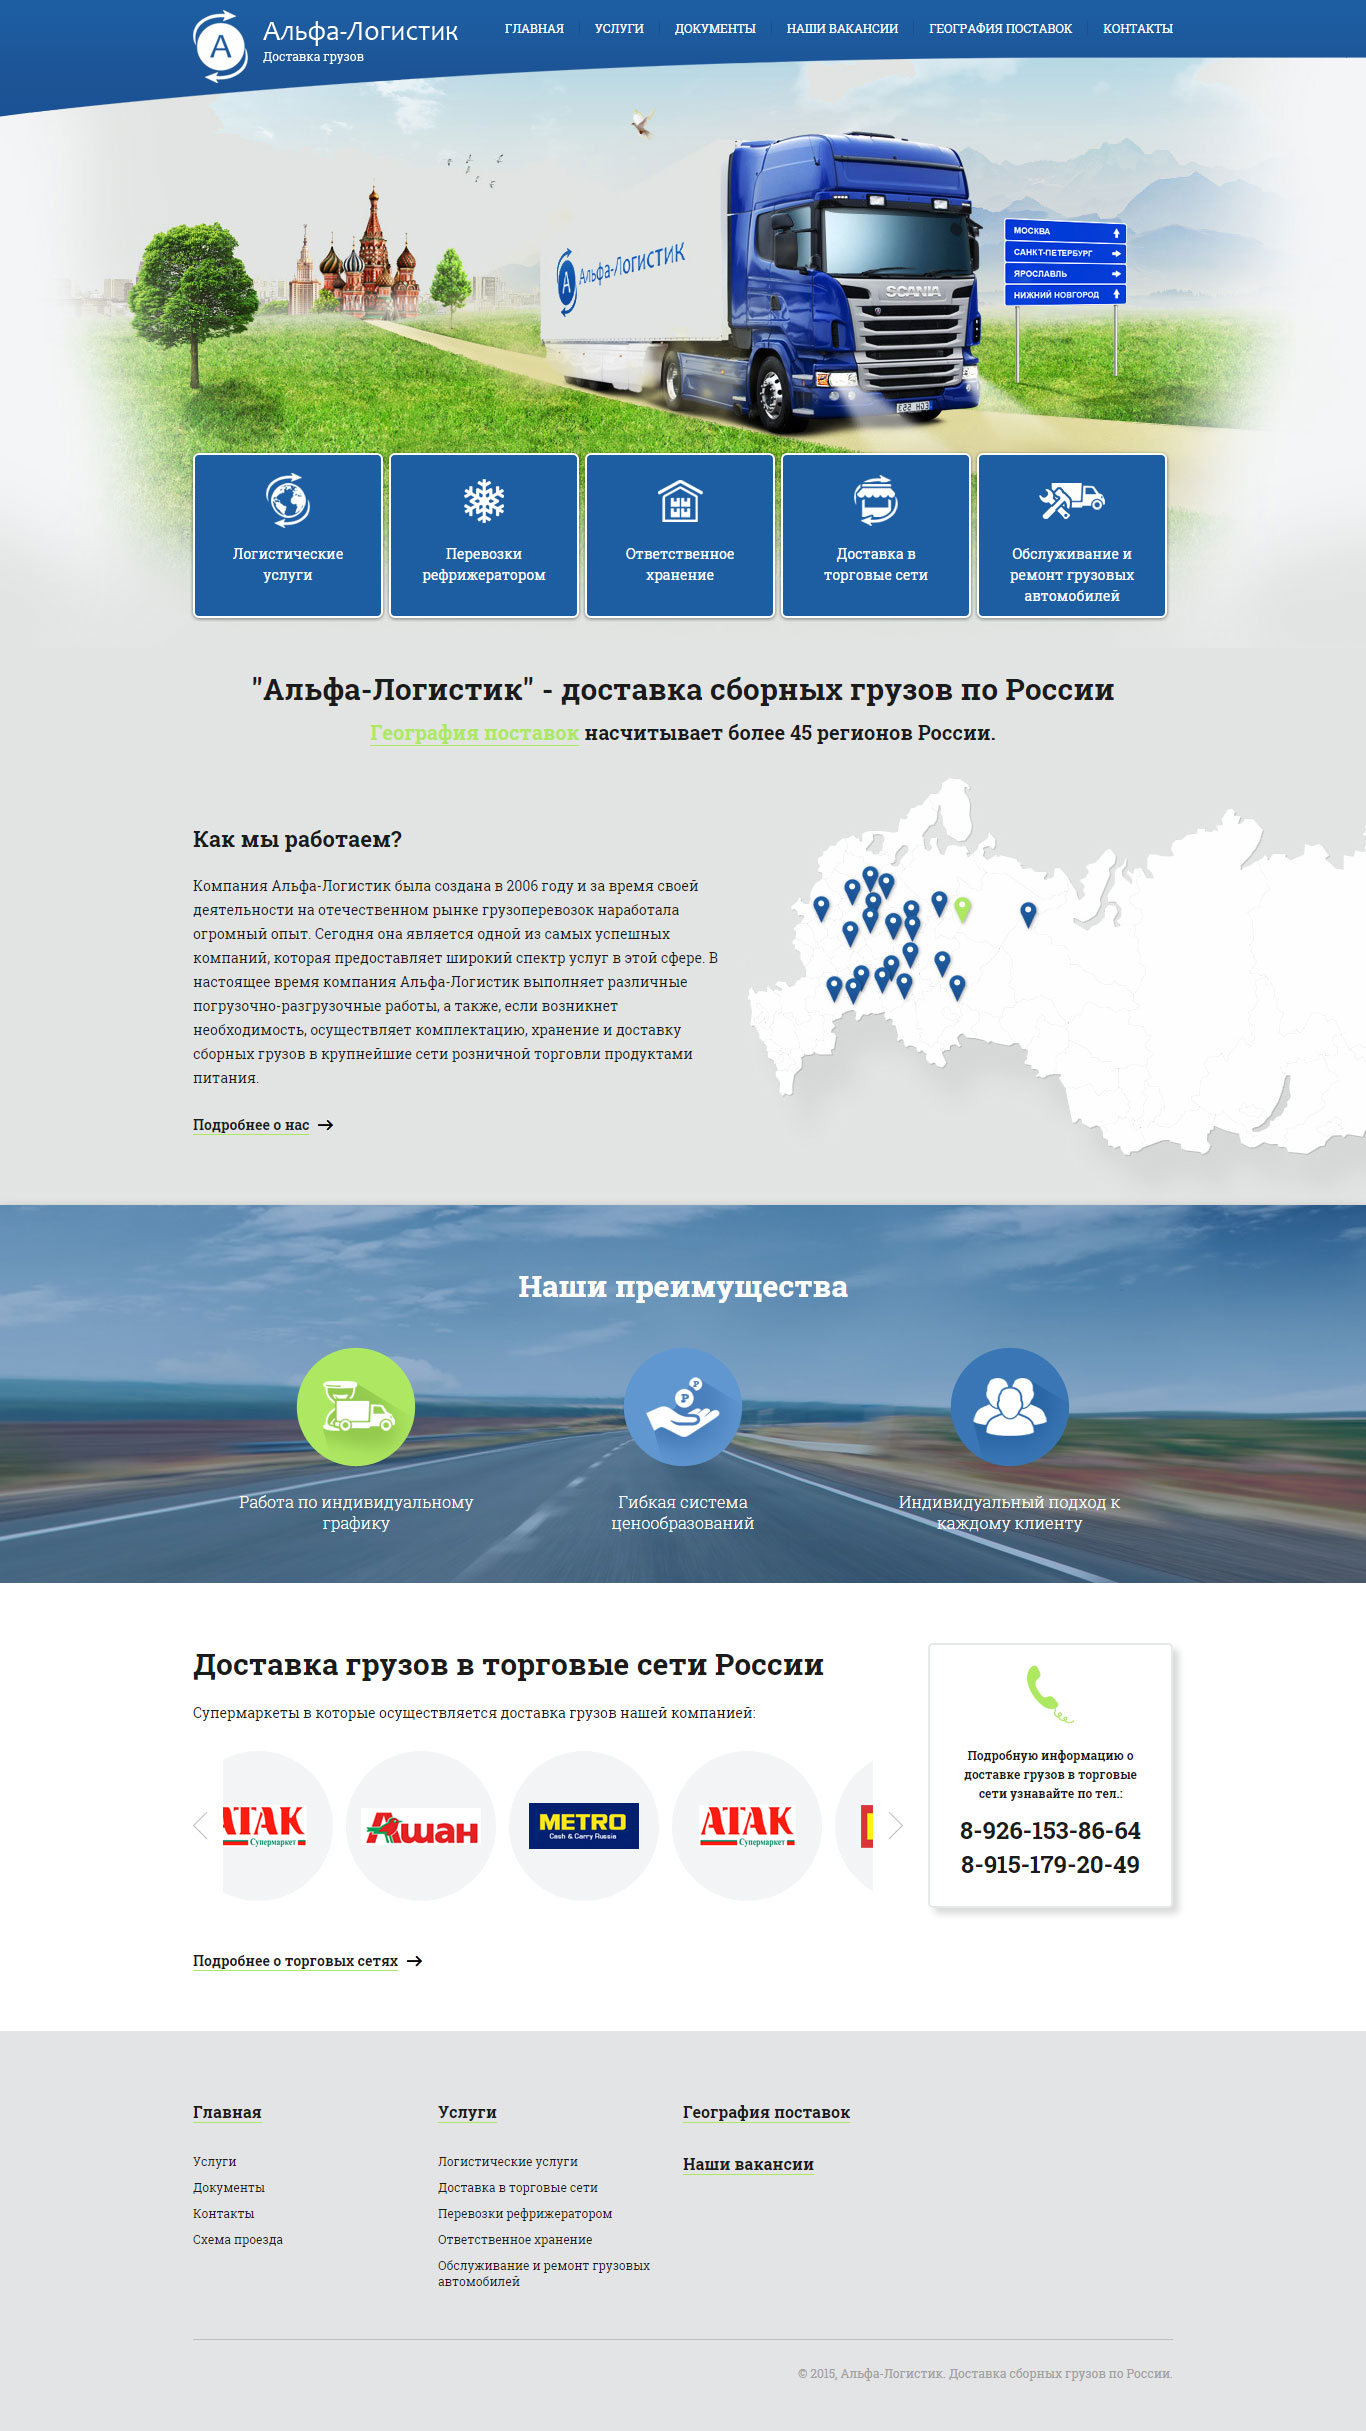 А
Альфа-Логистик
Доставка грузов
ГЛАВНАЯ
УСЛУГИ
ДОКУМЕНТЫ
НАШИ ВАКАНСИИ
ГЕОГРАФИЯ ПОСТАВОК
КОНТАКТЫ
А Альфа-Логистик
SCANIA
МОСКВА
САНКТ-ПЕТЕРБУРГ
ЯРОСЛАВЛЬ
НИЖНИЙ НОВГОРОД
Логистические
услуги
Перевозки
рефрижератором
Ответственное
хранение
Доставка в
торговые сети
Обслуживание и
ремонт грузовых
автомобилей
"Альфа-Логистик" - доставка сборных грузов по России
География поставок насчитывает более 45 регионов России.
Как мы работаем?
Компания Альфа-Логистик была создана в 2006 году и за время своей
деятельности на отечественном рынке грузоперевозок наработала
огромный опыт. Сегодня она является одной из самых успешных
компаний, которая предоставляет широкий спектр услуг в этой сфере. В
настоящее время компания Альфа-Логистик выполняет различные
погрузочно-разгрузочные работы, а также, если возникнет
необходимость, осуществляет комплектацию, хранение и доставку
сборных грузов в крупнейшие сети розничной торговли продуктами
питания.
Подробнее о нас
Наши преимущества
Работа по индивидуальному
графику
Гибкая система
ценообразований
Индивидуальный подход к
каждому клиенту
Доставка грузов в торговые сети России
Супермаркеты в которые осуществляется доставка грузов нашей компанией:
АТАК
Супермаркет
Ашан
METRO
Cash & Carry Russia
АТАК
Супермаркет
Подробную информацию о
доставке грузов в торговые
сети узнавайте по тел.:
8-926-153-86-64
8-915-179-20-49
Подробнее о торговых сетях
Главная
Услуги
Документы
Контакты
Схема проезда
Услуги
Логистические услуги
Доставка в торговые сети
Перевозки рефрижератором
Ответственное хранение
Обслуживание и ремонт грузовых
автомобилей
География поставок
Наши вакансии
© 2015, Альфа-Логистик. Доставка сборных грузов по России.